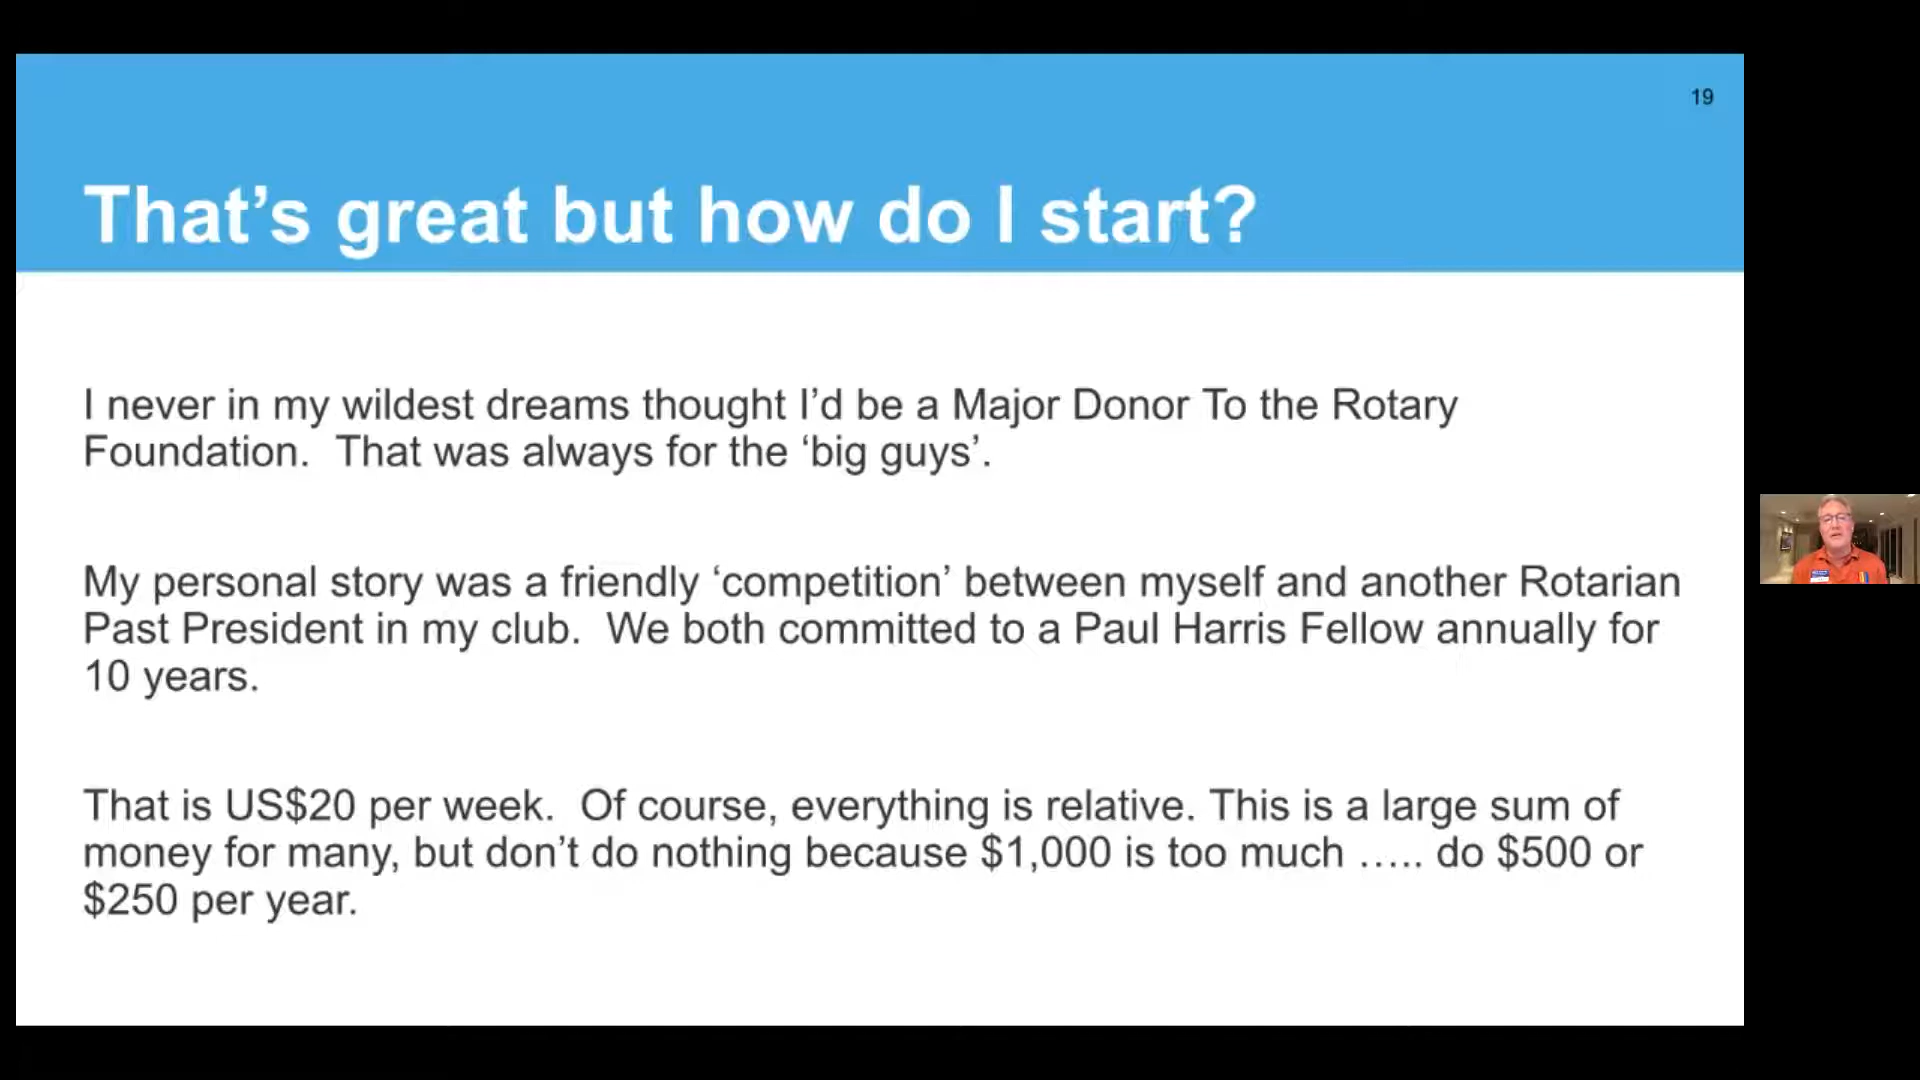 19
That’s great but how do I start?
I never in my wildest dreams thought I’d be a Major Donor To the Rotary
Foundation.  That was always for the ‘big guys’.
My personal story was a friendly ‘competition’ between myself and another Rotarian
Past President in my club.  We both committed to a Paul Harris Fellow annually for
10 years.
That is US$20 per week.  Of course, everything is relative. This is a large sum of
money for many, but don’t do nothing because $1,000 is too much ….. do $500 or
$250 per year.